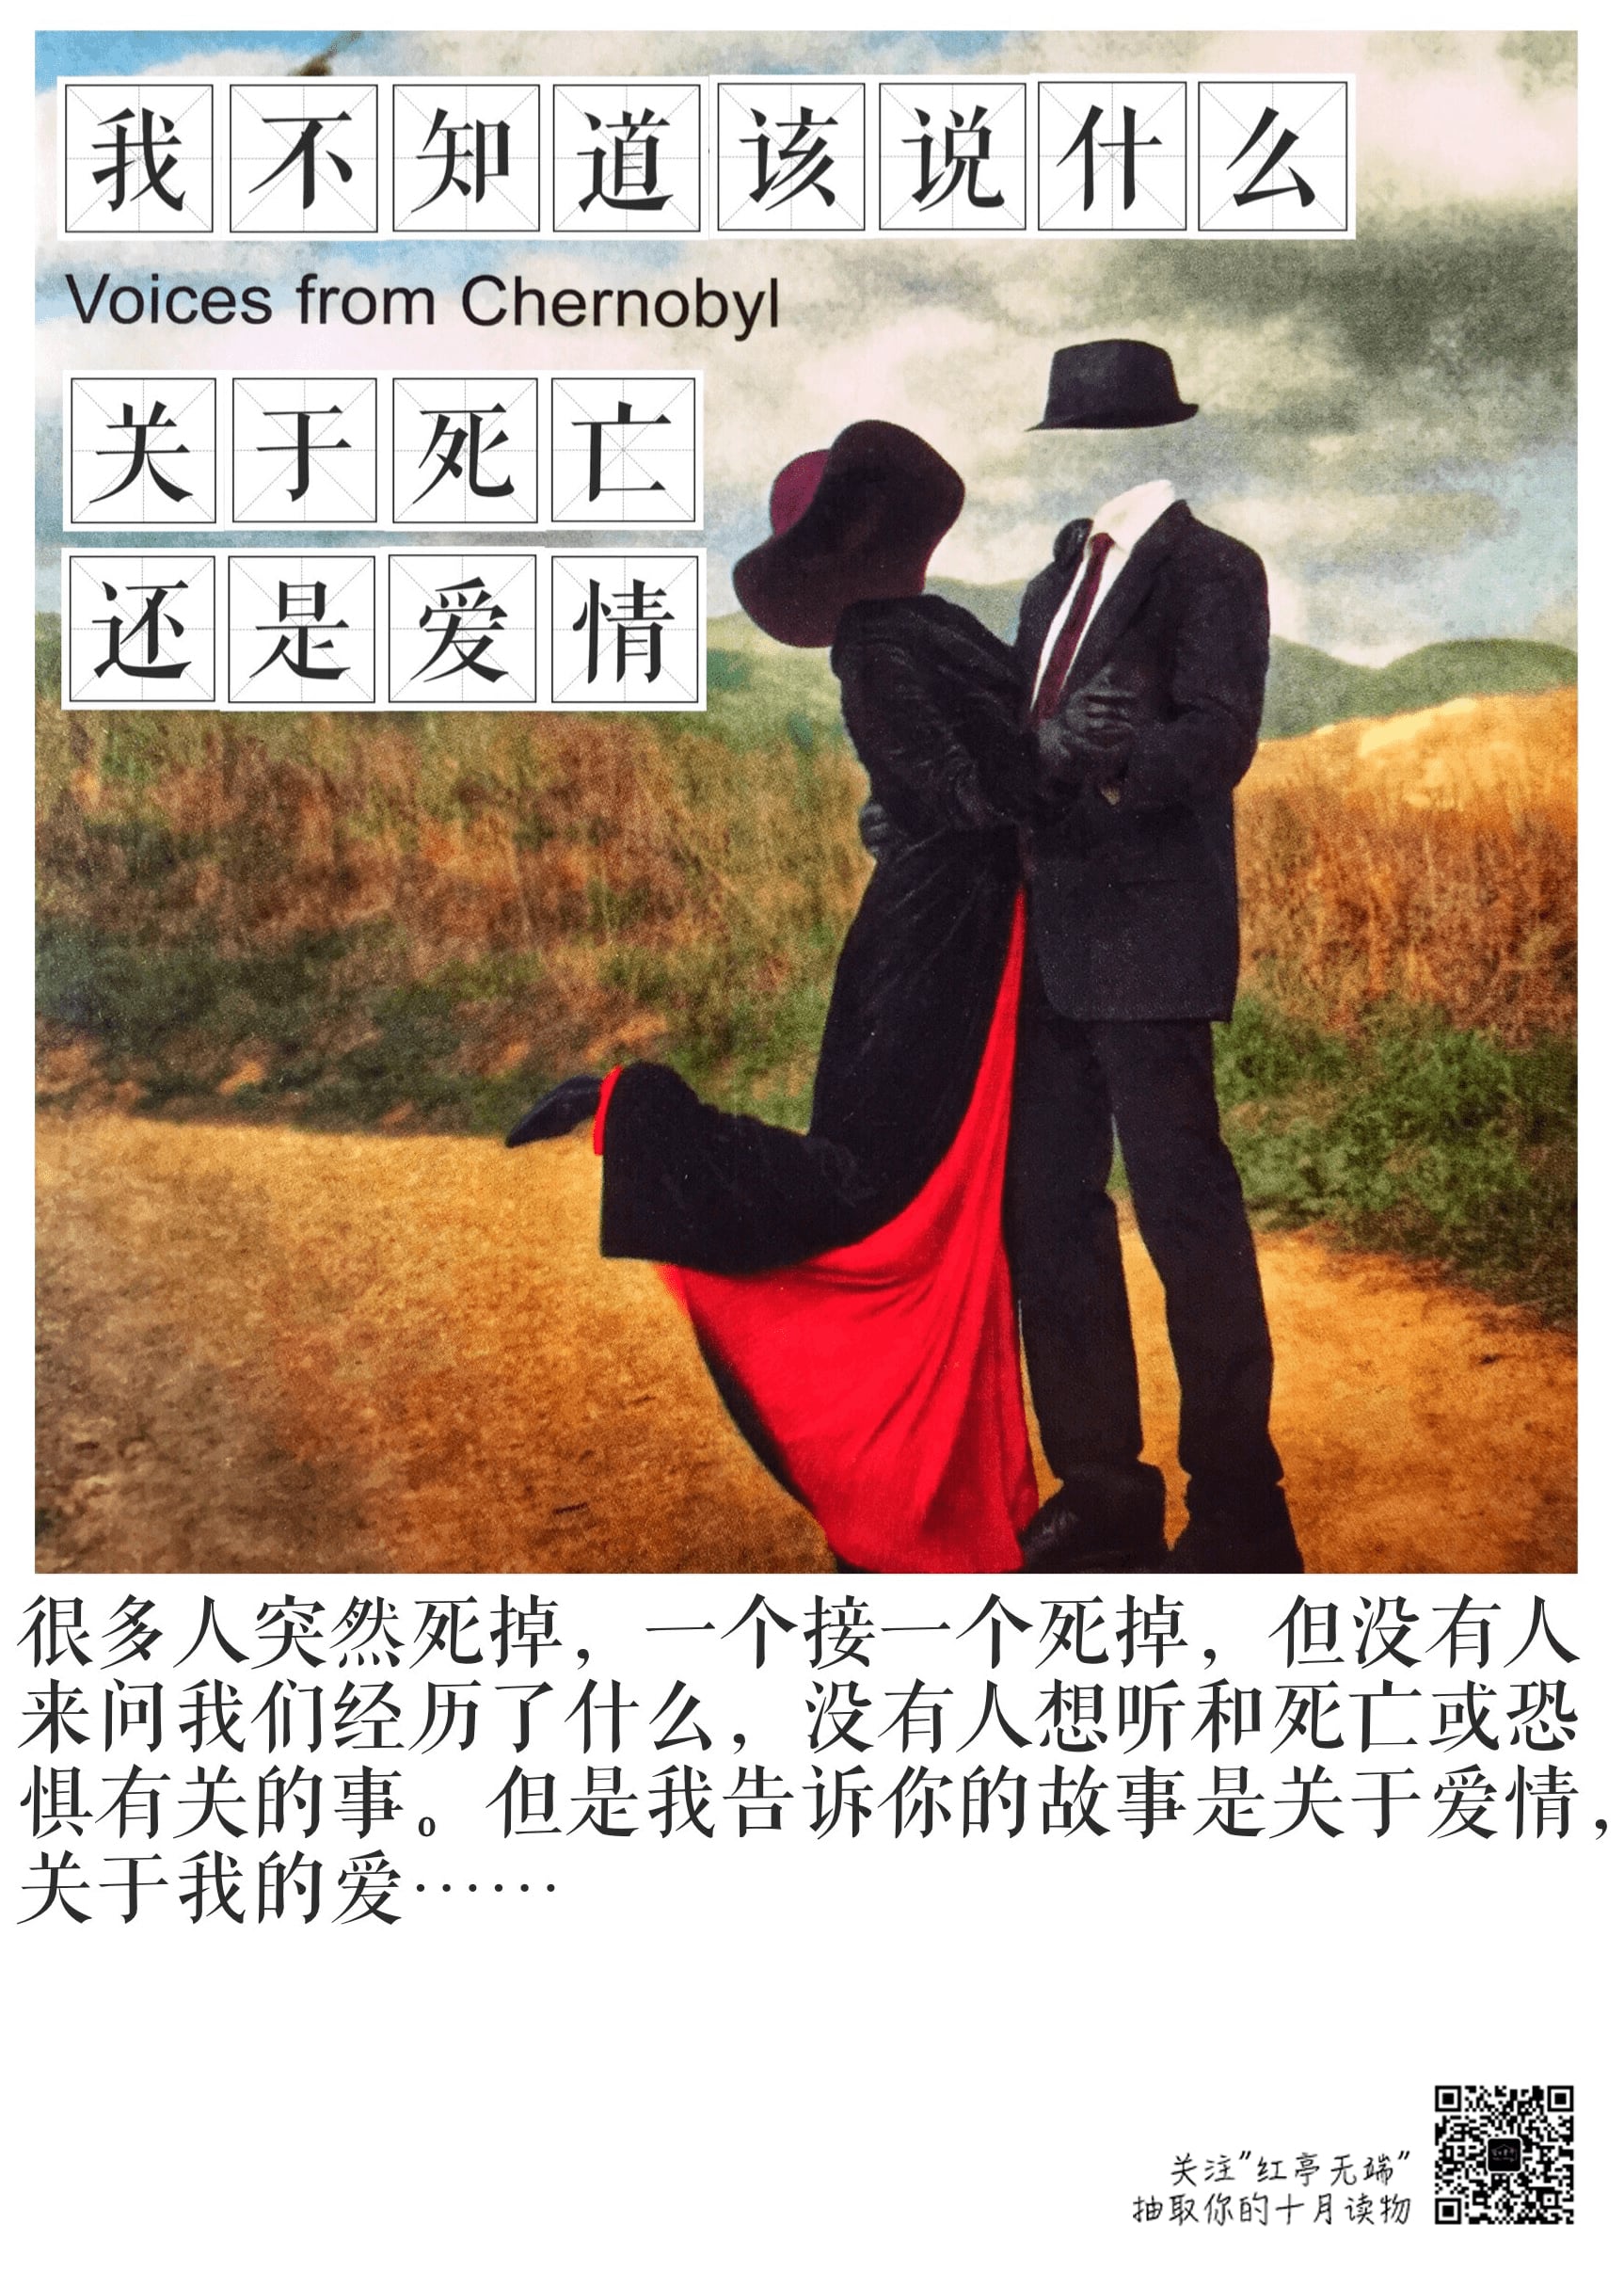 我不知道该说什么
Voices from Chernobyl
关于死亡
还是爱情
很多人突然死掉，一个接一个死掉，但没有人
来问我们经历了什么，没有人想听和死亡或恐
惧有关的事。但是我告诉你的故事是关于爱情，
关于我的爱……
关注"红亭无端"
抽取你的十月读物